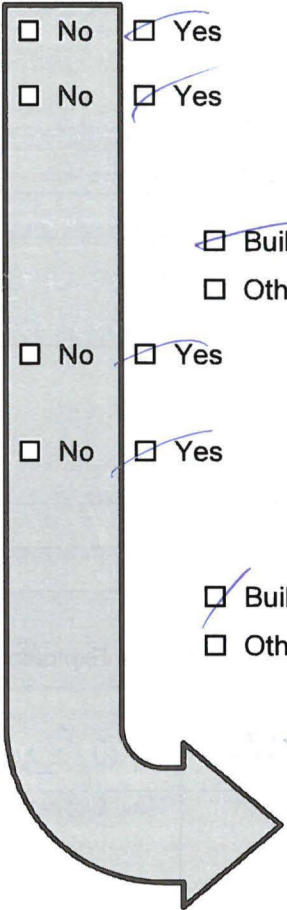 ☐ No ☑ Yes
☐ No ☑ Yes
☑ Buil
☐ Oth
☐ No ☑ Yes
☐ No ☑ Yes
☑ Buil
☐ Oth